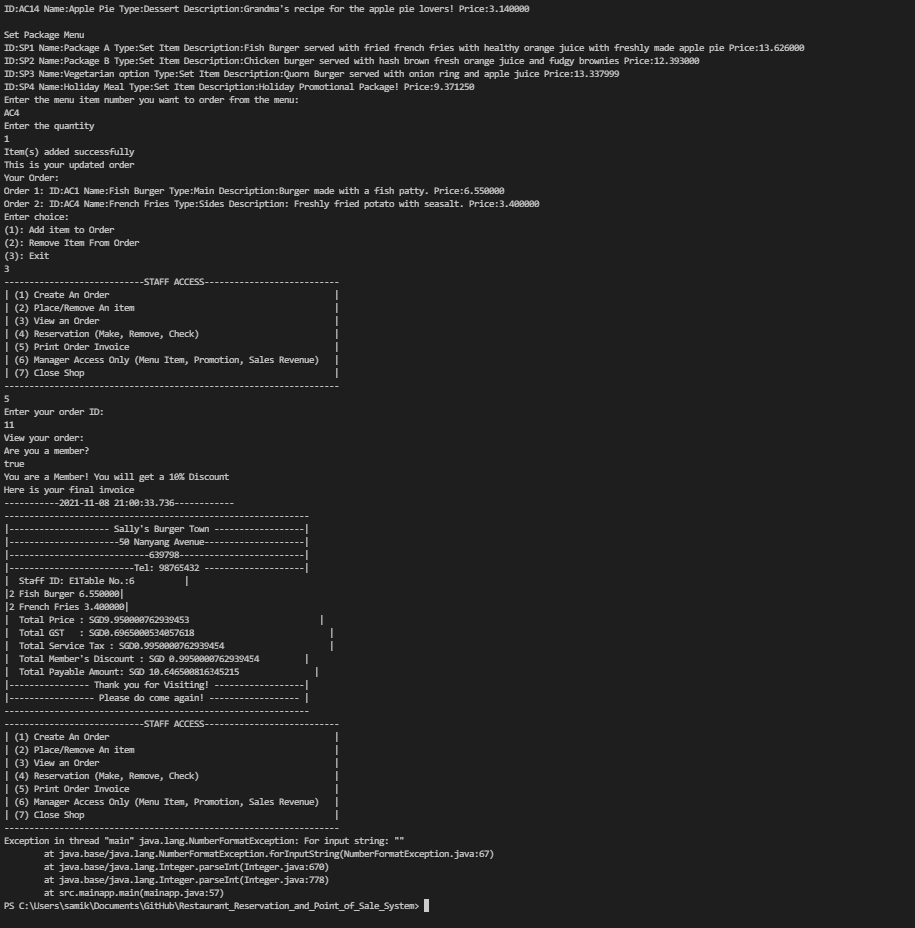 ID:AC14 Name:Apple Pie Type:Dessert Description:Grandma's recipe for the apple pie lovers! Price:3.140000
Set Package Menu
ID:SP1 Name:Package A Type:Set Item Description:Fish Burger served with fried french fries with healthy orange juice with freshly made apple pie Price:13.626000
ID:SP2 Name:Package B Type:Set Item Description:Chicken burger served with hash brown fresh orange juice and fudgy brownies Price:12.393000
ID:SP3 Name:Vegetarian option Type:Set Item Description:Quorn Burger served with onion ring and apple juice Price:13.337999
ID:SP4 Name:Holiday Meal Type:Set Item Description:Holiday Promotional Package! Price:9.371250
Enter the menu item number you want to order from the menu:
AC4
Enter the quantity
1
Item(s) added successfully
This is your updated order
Your Order:
Order 1: ID:AC1 Name:Fish Burger Type:Main Description:Burger made with a fish patty. Price:6.550000
Order 2: ID:AC4 Name:French Fries Type:Sides Description: Freshly fried potato with seasalt. Price:3.400000
Enter choice:
(1): Add item to Order
(2): Remove Item From Order
(3): Exit
3
----------------------------STAFF ACCESS---------------------------
| (1) Create An Order                                             |
| (2) Place/Remove An item                                        |
| (3) View an Order                                               |
| (4) Reservation (Make, Remove, Check)                           |
| (5) Print Order Invoice                                         |
| (6) Manager Access Only (Menu Item, Promotion, Sales Revenue)   |
| (7) Close Shop                                                  |
-------------------------------------------------------------------
5
Enter your order ID:
11
View your order:
Are you a member?
true
You are a Member! You will get a 10% Discount
Here is your final invoice
-----------2021-11-08 21:00:33.736------------
-------------------------------------------------------------
|-------------------- Sally's Burger Town ------------------|
|----------------------50 Nanyang Avenue--------------------|
|----------------------------639798-------------------------|
|-------------------------Tel: 98765432 --------------------|
|  Staff ID: E1Table No.:6          |
|2 Fish Burger 6.550000|
|2 French Fries 3.400000|
|  Total Price : SGD9.950000762939453                          |
|  Total GST   : SGD0.6965000534057618                           |
|  Total Service Tax : SGD0.9950000762939454                     |
|  Total Member's Discount : SGD 0.9950000762939454         |
|  Total Payable Amount: SGD 10.646500816345215               |
|---------------- Thank you for Visiting! ------------------|
|----------------- Please do come again! ------------------ |
-------------------------------------------------------------
----------------------------STAFF ACCESS---------------------------
| (1) Create An Order                                             |
| (2) Place/Remove An item                                        |
| (3) View an Order                                               |
| (4) Reservation (Make, Remove, Check)                           |
| (5) Print Order Invoice                                         |
| (6) Manager Access Only (Menu Item, Promotion, Sales Revenue)   |
| (7) Close Shop                                                  |
-------------------------------------------------------------------
Exception in thread "main" java.lang.NumberFormatException: For input string: ""
        at java.base/java.lang.NumberFormatException.forInputString(NumberFormatException.java:67)
        at java.base/java.lang.Integer.parseInt(Integer.java:670)
        at java.base/java.lang.Integer.parseInt(Integer.java:778)
        at src.mainapp.main(mainapp.java:57)
PS C:\Users\samik\Documents\GitHub\Restaurant_Reservation_and_Point_of_Sale_System>